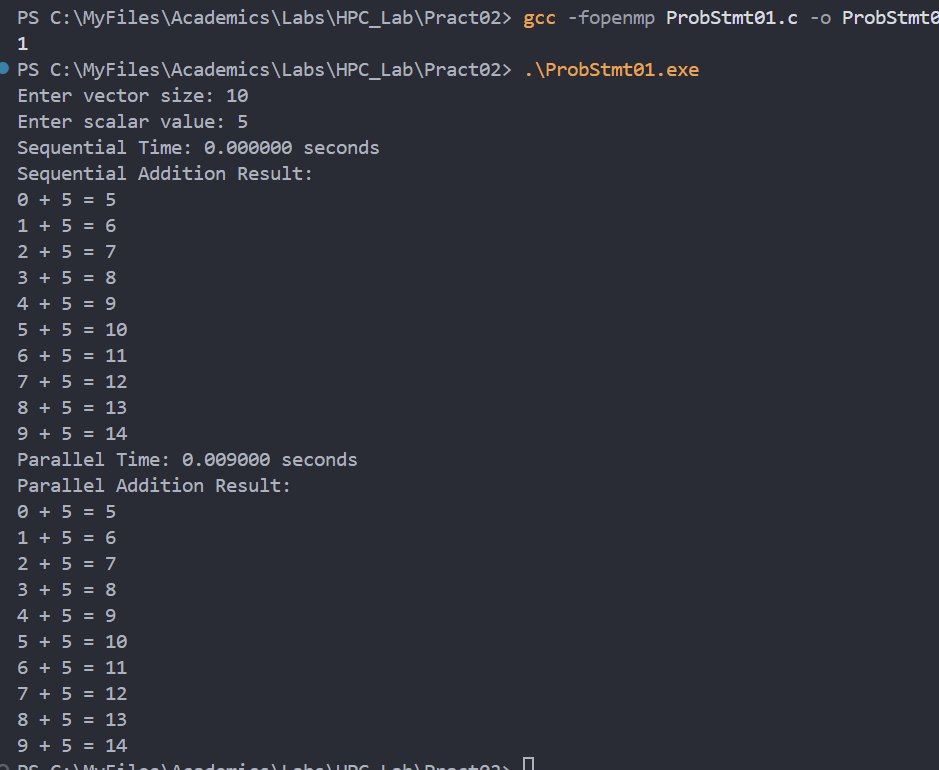 PS C:\MyFiles\Academics\Labs\HPC_Lab\Pract02> gcc -fopenmp ProbStmt01.c -o ProbStmt0
1
PS C:\MyFiles\Academics\Labs\HPC_Lab\Pract02> .\ProbStmt01.exe
Enter vector size: 10
Enter scalar value: 5
Sequential Time: 0.000000 seconds
Sequential Addition Result:
0 + 5 = 5
1 + 5 = 6
2 + 5 = 7
3 + 5 = 8
4 + 5 = 9
5 + 5 = 10
6 + 5 = 11
7 + 5 = 12
8 + 5 = 13
9 + 5 = 14
Parallel Time: 0.009000 seconds
Parallel Addition Result:
0 + 5 = 5
1 + 5 = 6
2 + 5 = 7
3 + 5 = 8
4 + 5 = 9
5 + 5 = 10
6 + 5 = 11
7 + 5 = 12
8 + 5 = 13
9 + 5 = 14
PS C:\MyFiles\Academics\Labs\HPC_Lab\Pract02>